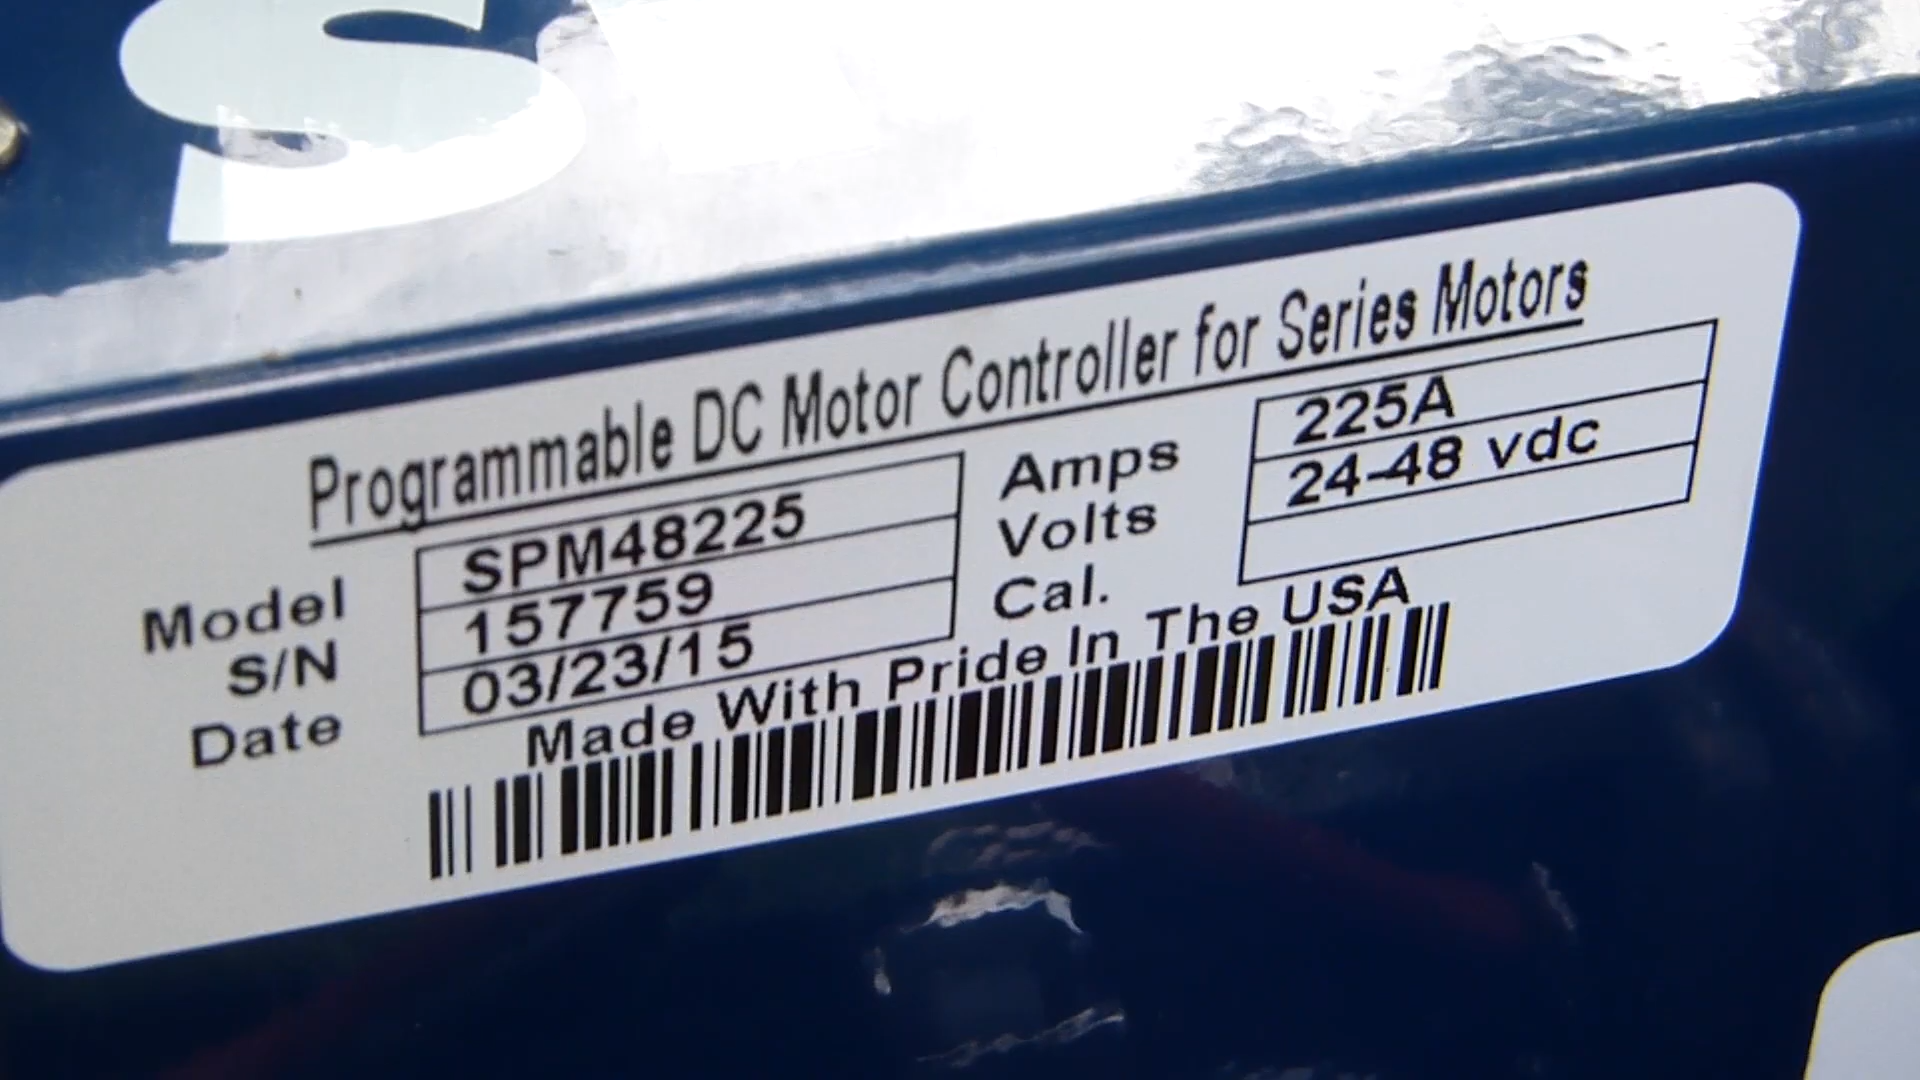 S
Programmable DC Motor Controller for Series Motors
Model SPM48225
S/N 157759
Date 03/23/15
Amps 225A
Volts 24-48 vdc
Cal.
Made With Pride In The USA